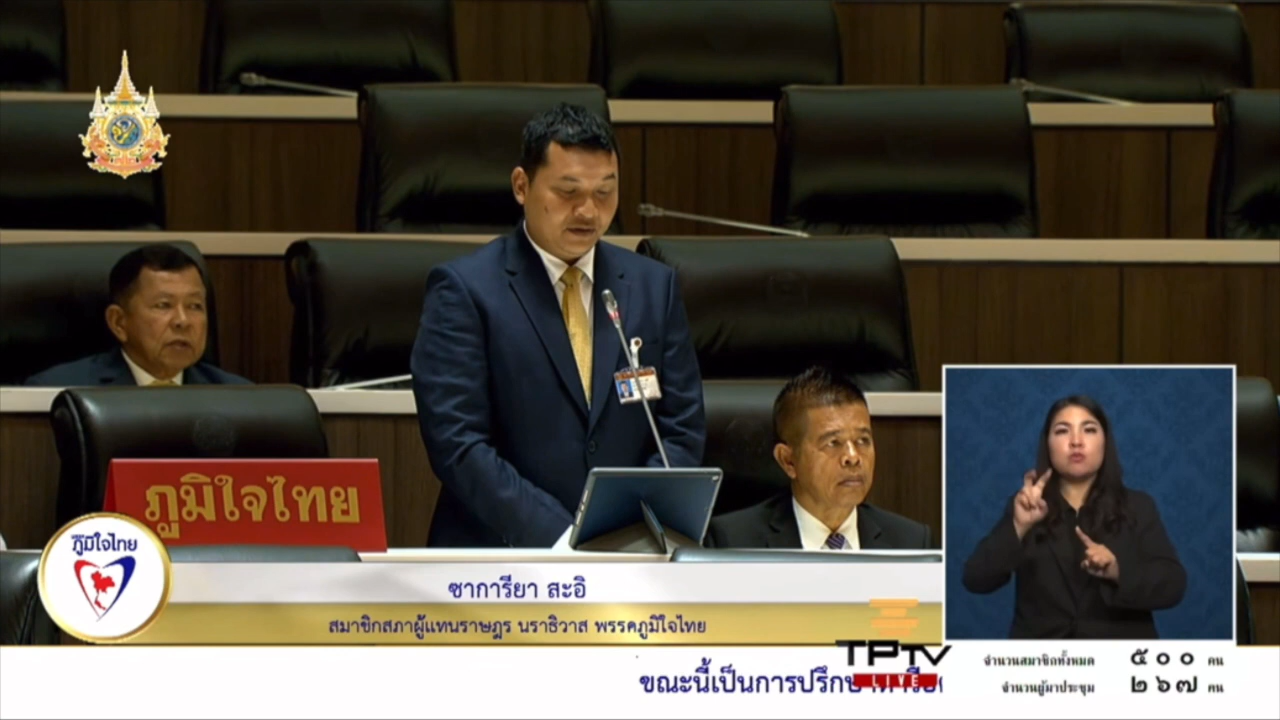 ภูมิใจไทย
ภูมิใจไทย
ซาการียา สะอิ
สมาชิกสภาผู้แทนราษฎร นราธิวาส พรรคภูมิใจไทย
ขณะนี้เป็นการปรึกษาหารือ
TPTV
LIVE
จำนวนสมาชิกทั้งหมด ๕๐๐ คน
จำนวนผู้มาประชุม ๒๖๗ คน